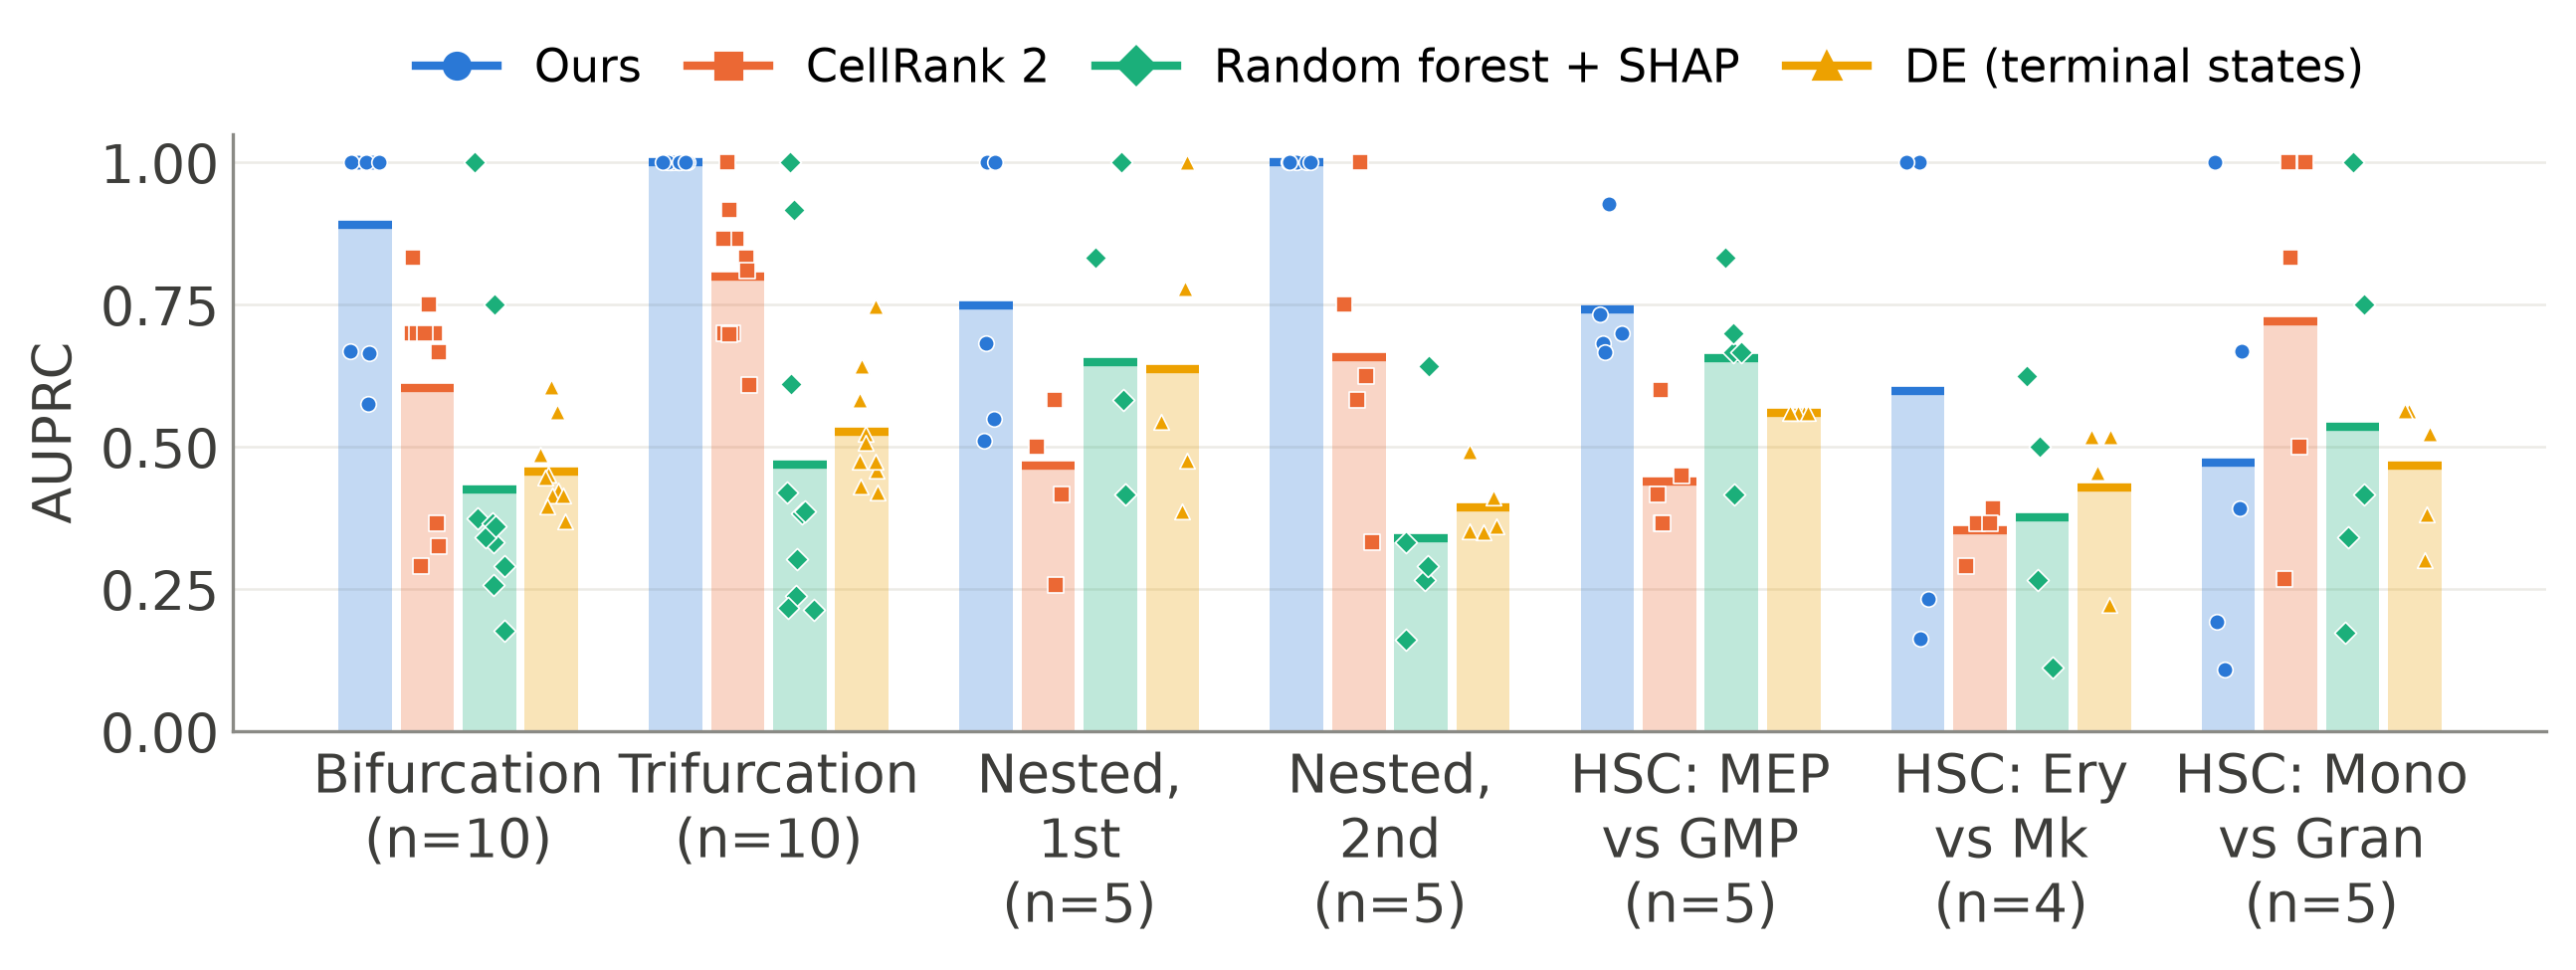 Ours CellRank 2 Random forest + SHAP DE (terminal states)
AUPRC
1.00
0.75
0.50
0.25
0.00
Bifurcation
(n=10)
Trifurcation
(n=10)
Nested,
1st
(n=5)
Nested,
2nd
(n=5)
HSC: MEP
vs GMP
(n=5)
HSC: Ery
vs Mk
(n=4)
HSC: Mono
vs Gran
(n=5)